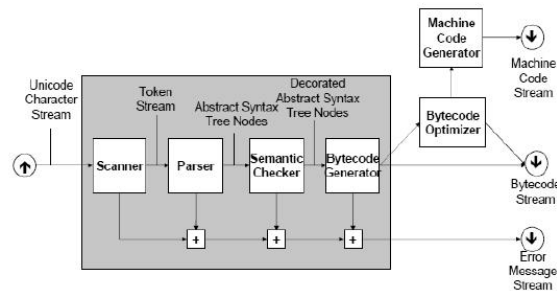 Machine
Code
Generator
Machine
Code
Stream
Unicode
Character
Stream
Token
Stream
Abstract Syntax
Tree Nodes
Decorated
Abstract Syntax
Tree Nodes
Bytecode
Optimizer
Scanner
Parser
Semantic
Checker
Bytecode
Generator
Bytecode
Stream
+
+
+
Error
Message
Stream